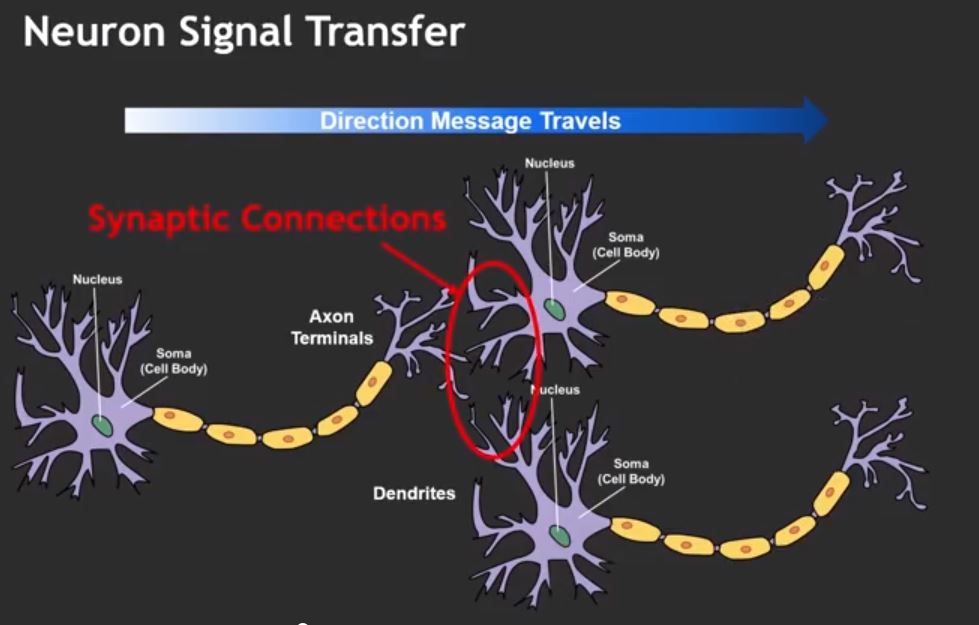 Neuron Signal Transfer
Direction Message Travels
Nucleus
Synaptic Connections
Soma
(Cell Body)
Nucleus
Axon
Terminals
Soma
(Cell Body)
Nucleus
Soma
(Cell Body)
Dendrites